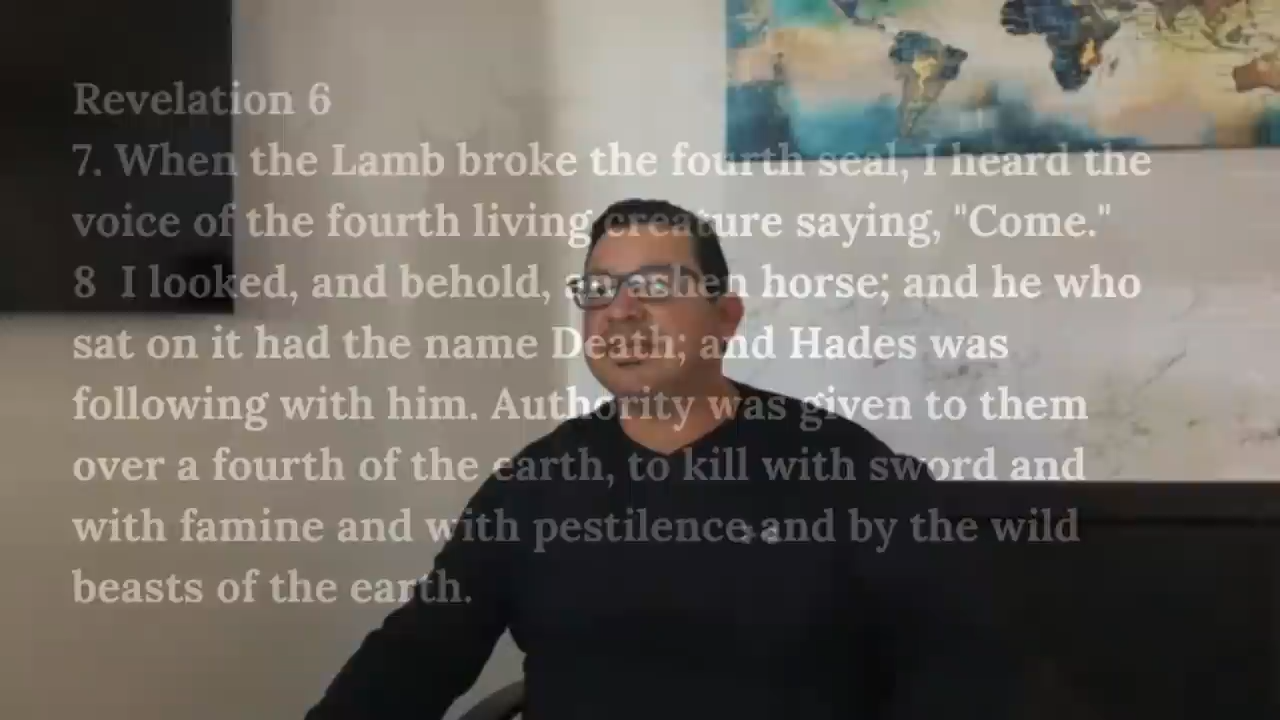 Revelation 6
7. When the Lamb broke the fourth seal, I heard the
voice of the fourth living creature saying, "Come."
8 I looked, and behold, an ashen horse; and he who
sat on it had the name Death; and Hades was
following with him. Authority was given to them
over a fourth of the earth, to kill with sword and
with famine and with pestilence and by the wild
beasts of the earth.